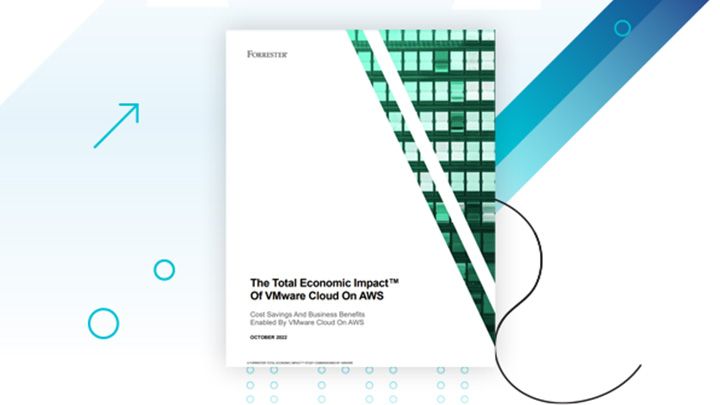 FORRESTER®
The Total Economic Impact™
Of VMware Cloud On AWS
Cost Savings And Business Benefits
Enabled By VMware Cloud On AWS
OCTOBER 2022
A FORRESTER TOTAL ECONOMIC IMPACT™ STUDY COMMISSIONED BY VMWARE